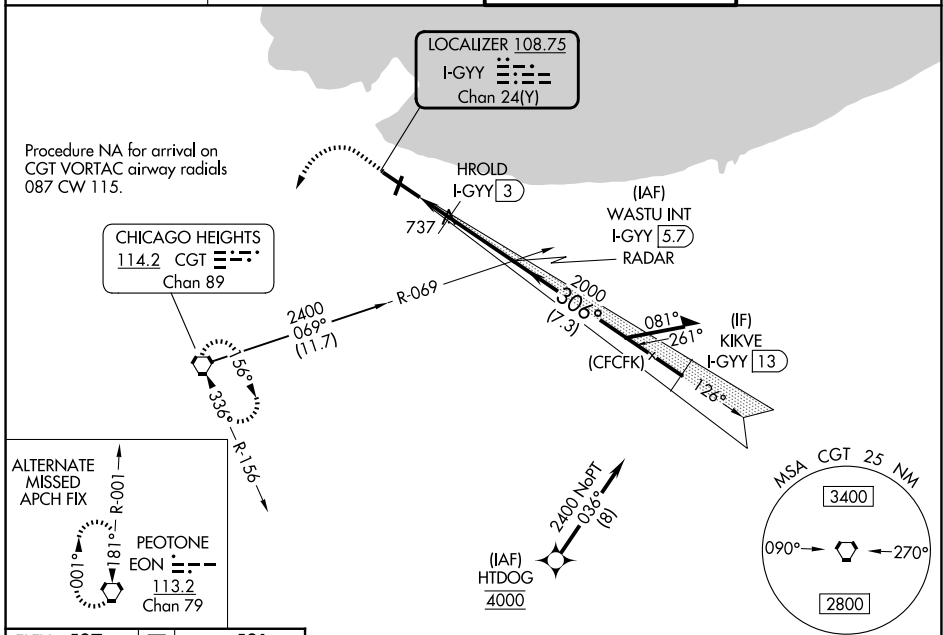 LOCALIZER 108.75
I-GYY
Chan 24(Y)
Procedure NA for arrival on
CGT VORTAC airway radials
087 CW 115.
HROLD
I-GYY 3
737
(IAF)
WASTU INT
I-GYY 5.7
RADAR
CHICAGO HEIGHTS
114.2 CGT
Chan 89
R-069
2400
069°
(11.7)
2000
306°
(7.3)
081°
261°
(IF)
KIKVE
I-GYY 13
(CFCFK)
126°
156°
336°
R-156
ALTERNATE
MISSED
APCH FIX
R-001
181°
001°
PEOTONE
EON
113.2
Chan 79
2400 NoPT
036°
(8)
(IAF)
HTDOG
4000
MSA CGT 25 NM
3400
090°
270°
2800